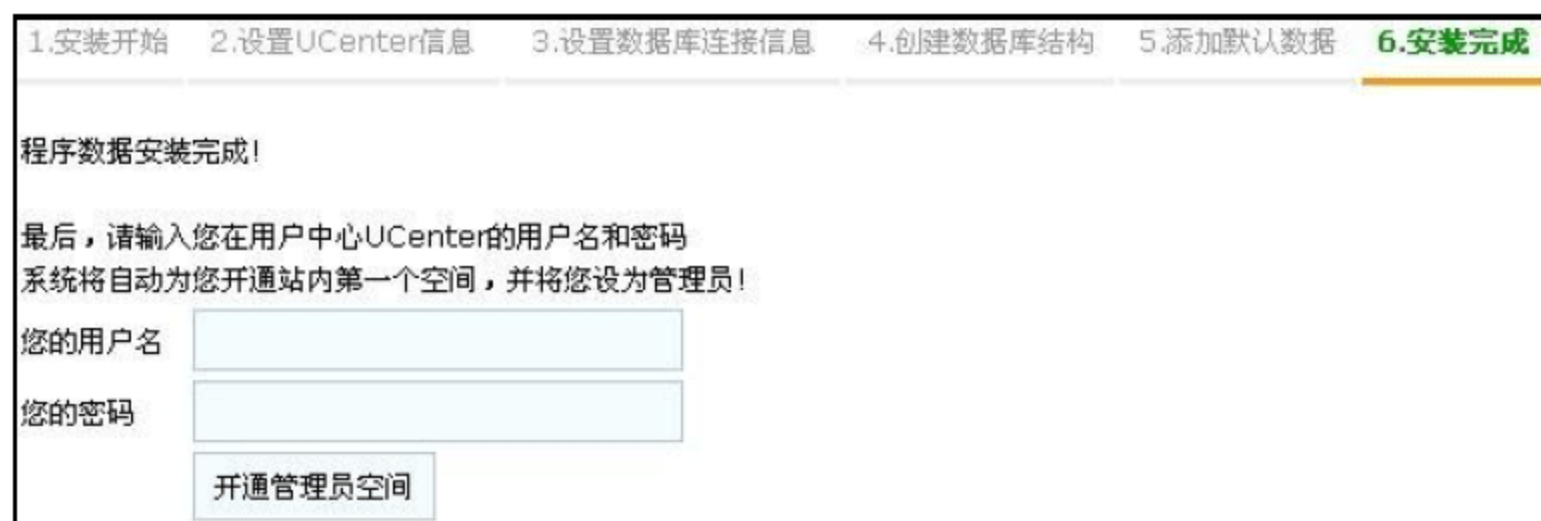 1.安装开始 2.设置UCenter信息 3.设置数据库连接信息 4.创建数据库结构 5.添加默认数据 6.安装完成
程序数据安装完成!
最后，请输入您在用户中心UCenter的用户名和密码
系统将自动为您开通站内第一个空间，并将您设为管理员!
您的用户名
您的密码
开通管理员空间